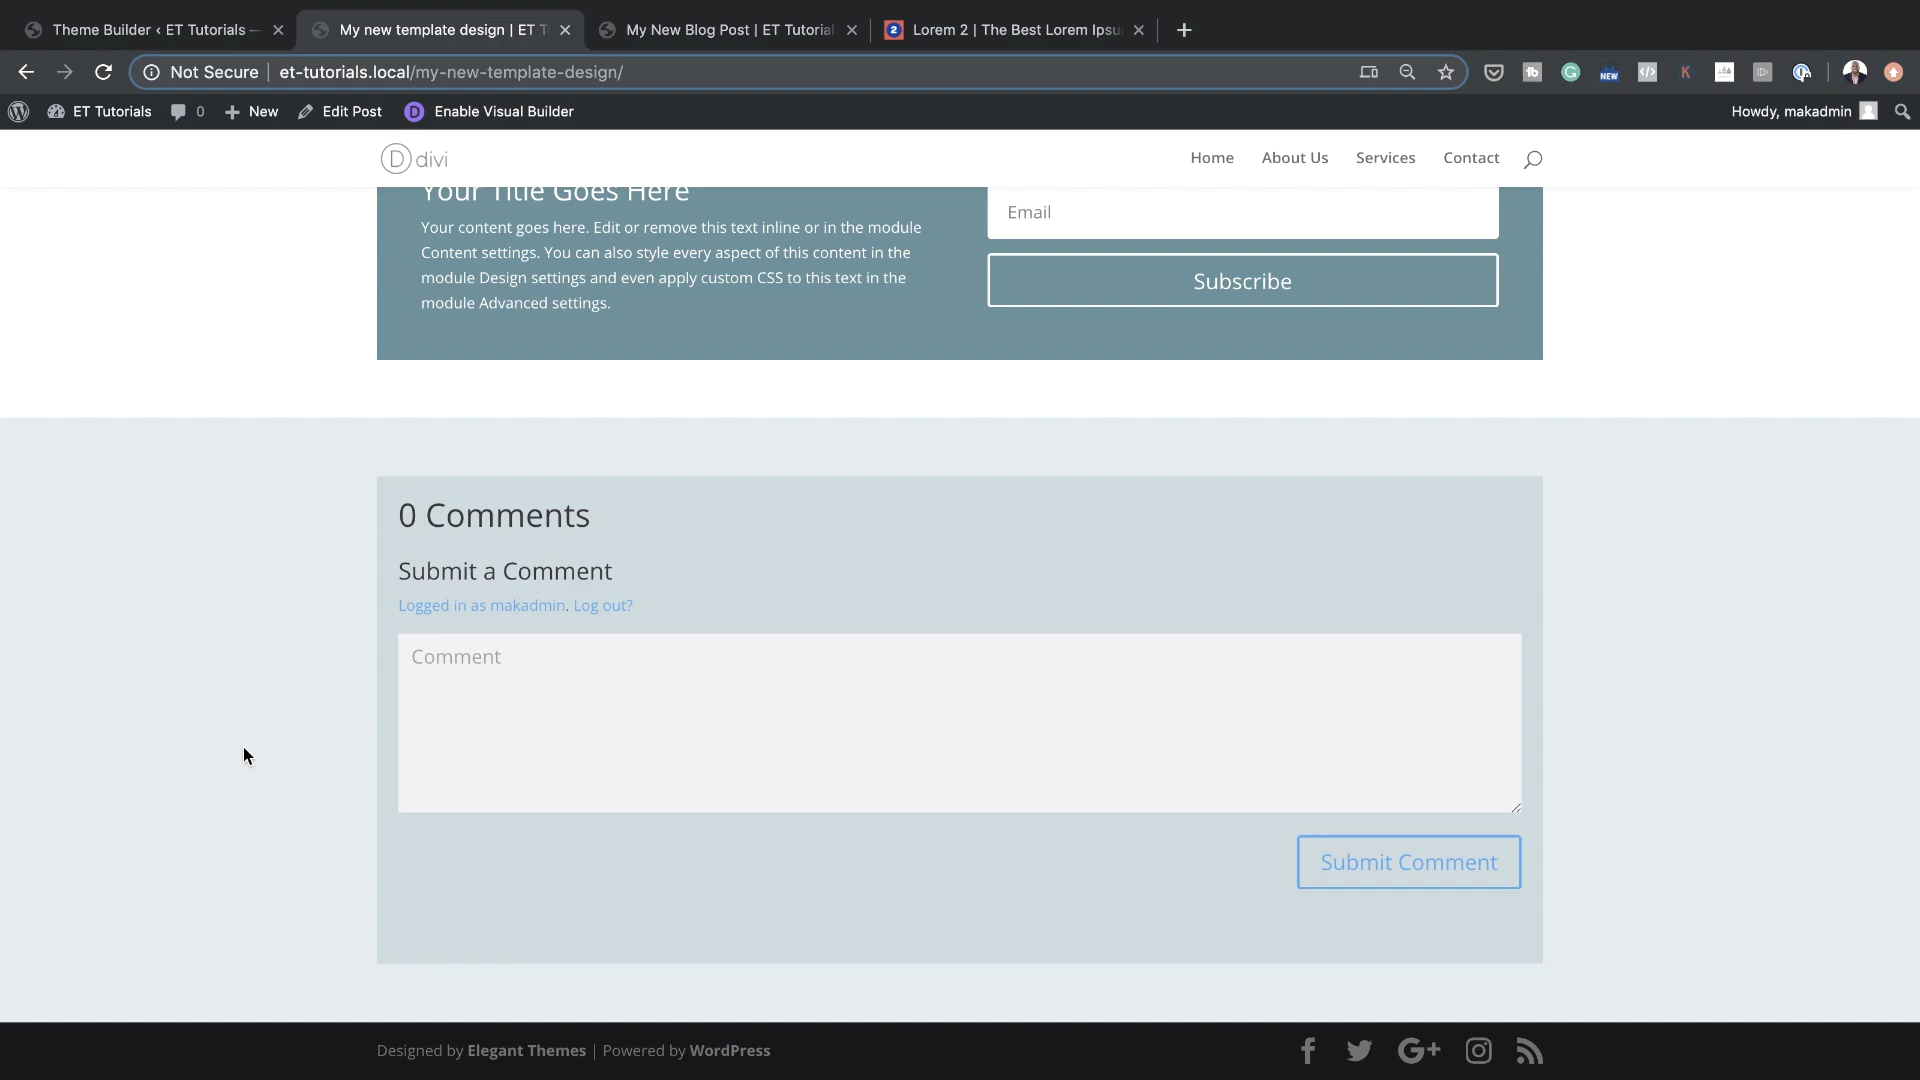 Theme Builder ‹ ET Tutorials —
My new template design | ET T
My New Blog Post | ET Tutorial
2
Lorem 2 | The Best Lorem Ipsu
Not Secure
et-tutorials.local/my-new-template-design/
tb
G
NEW
</>
K
ET Tutorials
0
New
Edit Post
D
Enable Visual Builder
Howdy, makadmin
D divi
Home
About Us
Services
Contact
Your Title Goes Here
Your content goes here. Edit or remove this text inline or in the module
Content settings. You can also style every aspect of this content in the
module Design settings and even apply custom CSS to this text in the
module Advanced settings.
Email
Subscribe
0 Comments
Submit a Comment
Logged in as makadmin. Log out?
Comment
Submit Comment
Designed by Elegant Themes | Powered by WordPress